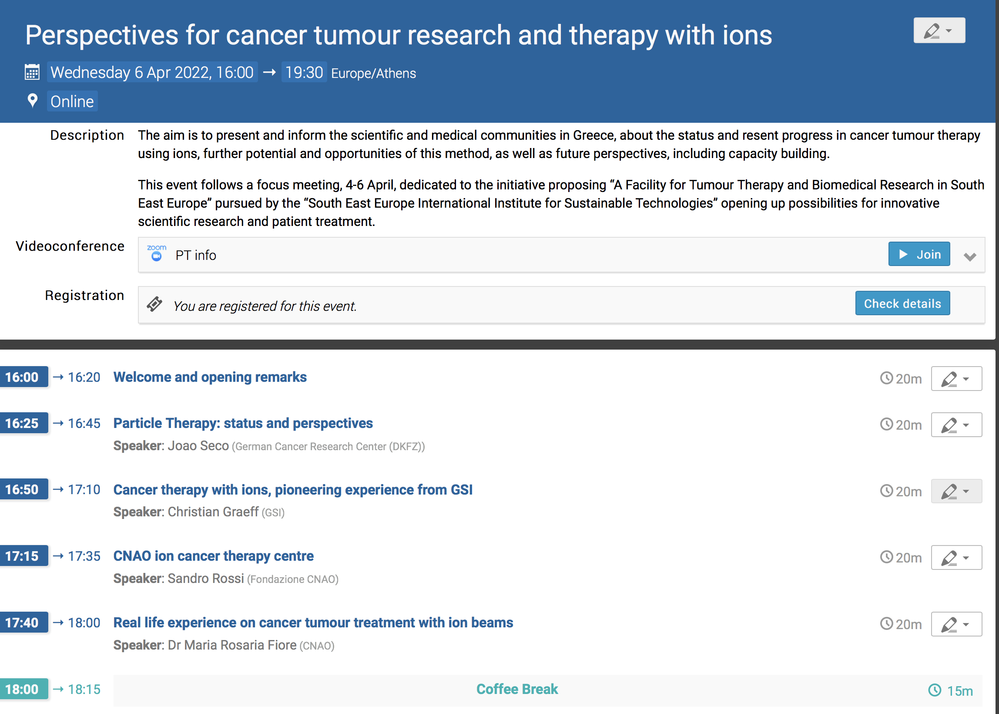 Perspectives for cancer tumour research and therapy with ions
Wednesday 6 Apr 2022, 16:00 → 19:30 Europe/Athens
Online
Description The aim is to present and inform the scientific and medical communities in Greece, about the status and resent progress in cancer tumour therapy
using ions, further potential and opportunities of this method, as well as future perspectives, including capacity building.
This event follows a focus meeting, 4-6 April, dedicated to the initiative proposing “A Facility for Tumour Therapy and Biomedical Research in South
East Europe” pursued by the “South East Europe International Institute for Sustainable Technologies” opening up possibilities for innovative
scientific research and patient treatment.
Videoconference zoom PT info Join
Registration You are registered for this event. Check details
16:00 → 16:20 Welcome and opening remarks 20m
16:25 → 16:45 Particle Therapy: status and perspectives 20m
Speaker: Joao Seco (German Cancer Research Center (DKFZ))
16:50 → 17:10 Cancer therapy with ions, pioneering experience from GSI 20m
Speaker: Christian Graeff (GSI)
17:15 → 17:35 CNAO ion cancer therapy centre 20m
Speaker: Sandro Rossi (Fondazione CNAO)
17:40 → 18:00 Real life experience on cancer tumour treatment with ion beams 20m
Speaker: Dr Maria Rosaria Fiore (CNAO)
18:00 → 18:15 Coffee Break 15m